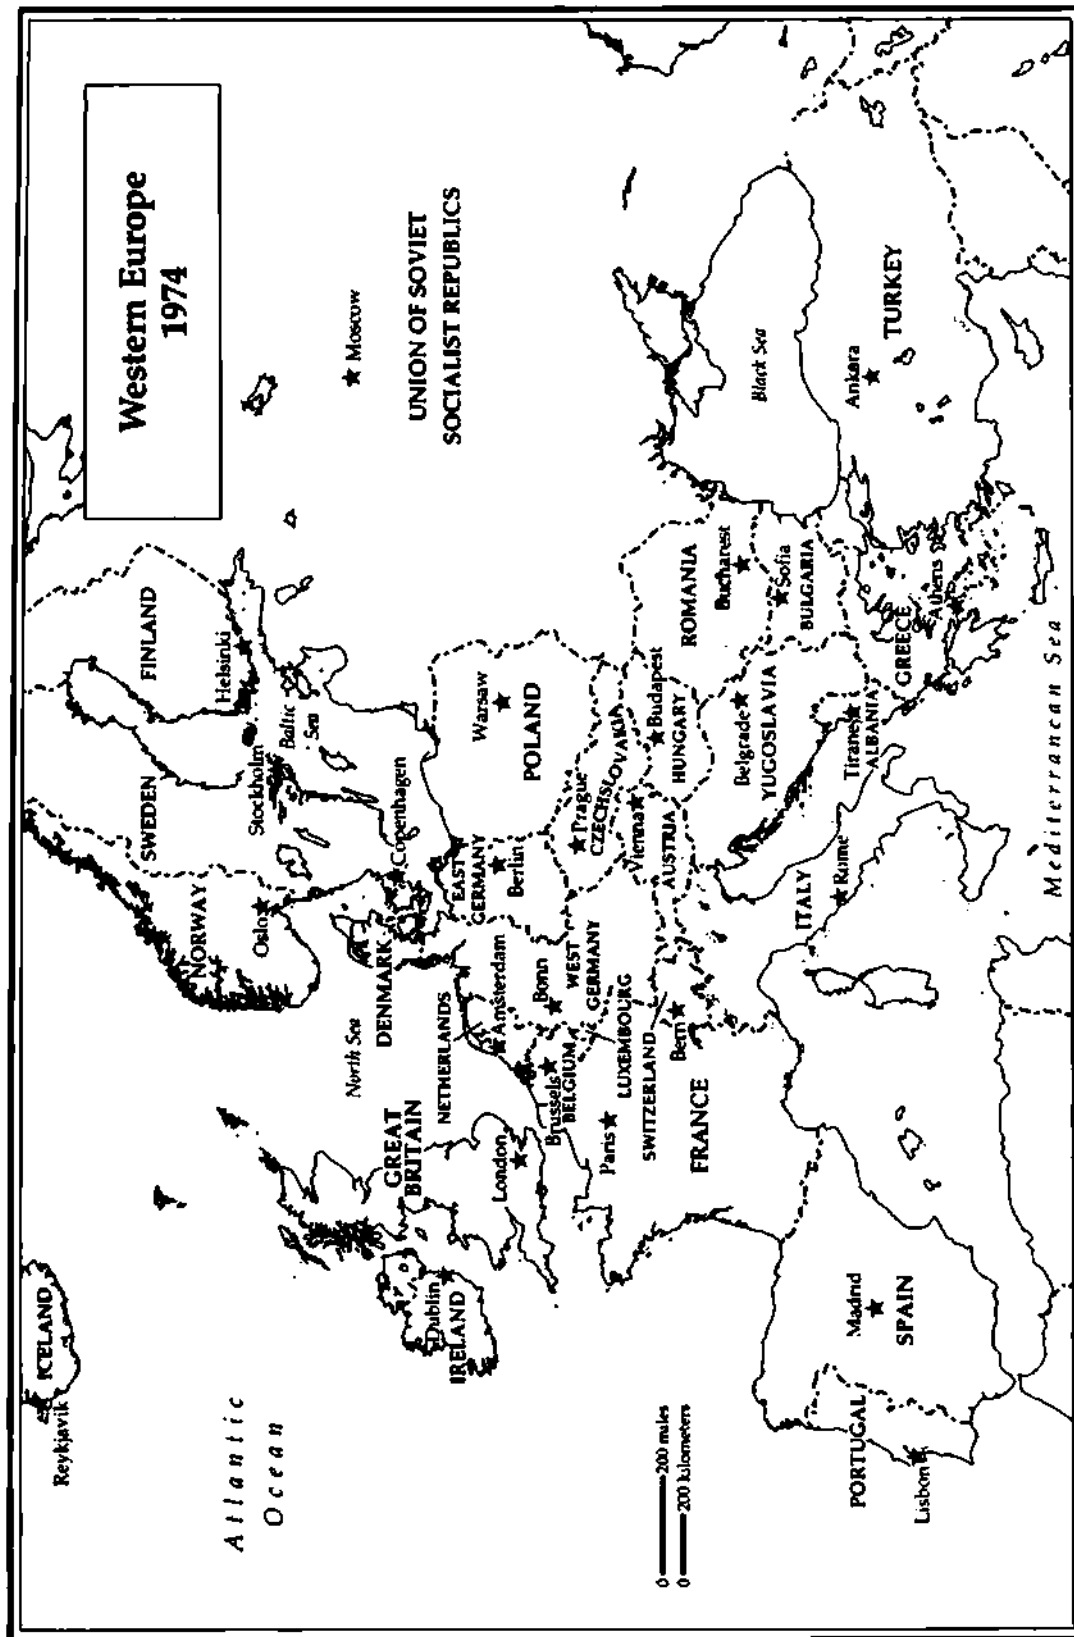 Western Europe
1974
ICELAND
Reykjavik
Atlantic
Ocean
NORWAY
Oslo
SWEDEN
Stockholm
FINLAND
Helsinki
Baltic
Sea
Moscow
UNION OF SOVIET
SOCIALIST REPUBLICS
North Sea
DENMARK
Copenhagen
GREAT
BRITAIN
London
Dublin
IRELAND
NETHERLANDS
Amsterdam
EAST
GERMANY
Berlin
Warsaw
POLAND
Brussels
BELGIUM
Bonn
WEST
GERMANY
LUXEMBOURG
Prague
CZECHSLOVAKIA
Paris
SWITZERLAND
Bern
FRANCE
Vienna
AUSTRIA
Budapest
HUNGARY
ROMANIA
Bucharest
Belgrade
YUGOSLAVIA
Sofia
BULGARIA
Black Sea
0 200 miles
0 200 kilometers
PORTUGAL
Lisbon
Madrid
SPAIN
ITALY
Rome
Tirane
ALBANIA
GREECE
Athens
Ankara
TURKEY
Mediterranean Sea